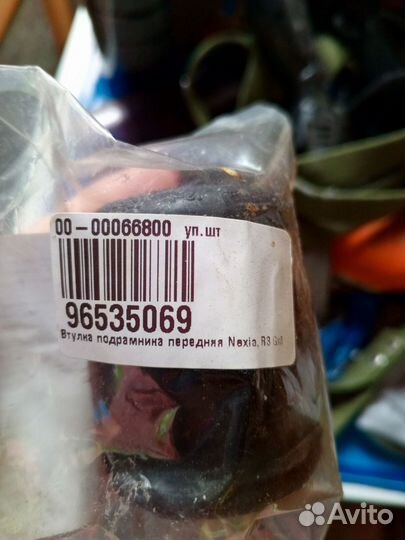 00-00066800 уп.шт
96535069
Втулка подрамника передняя Nexia, R3
Avito